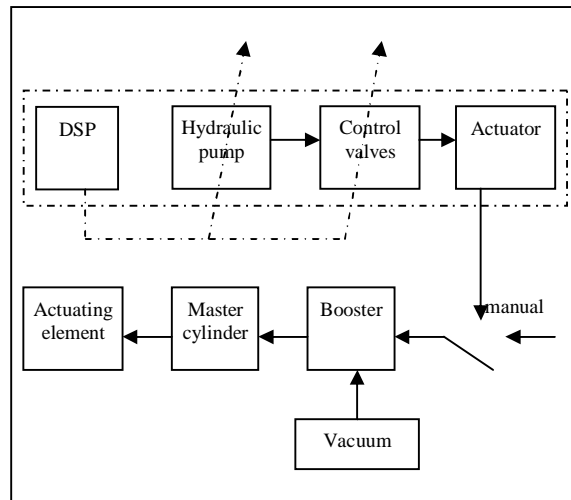 DSP
Hydraulic
pump
Control
valves
Actuator
Actuating
element
Master
cylinder
Booster
manual
Vacuum